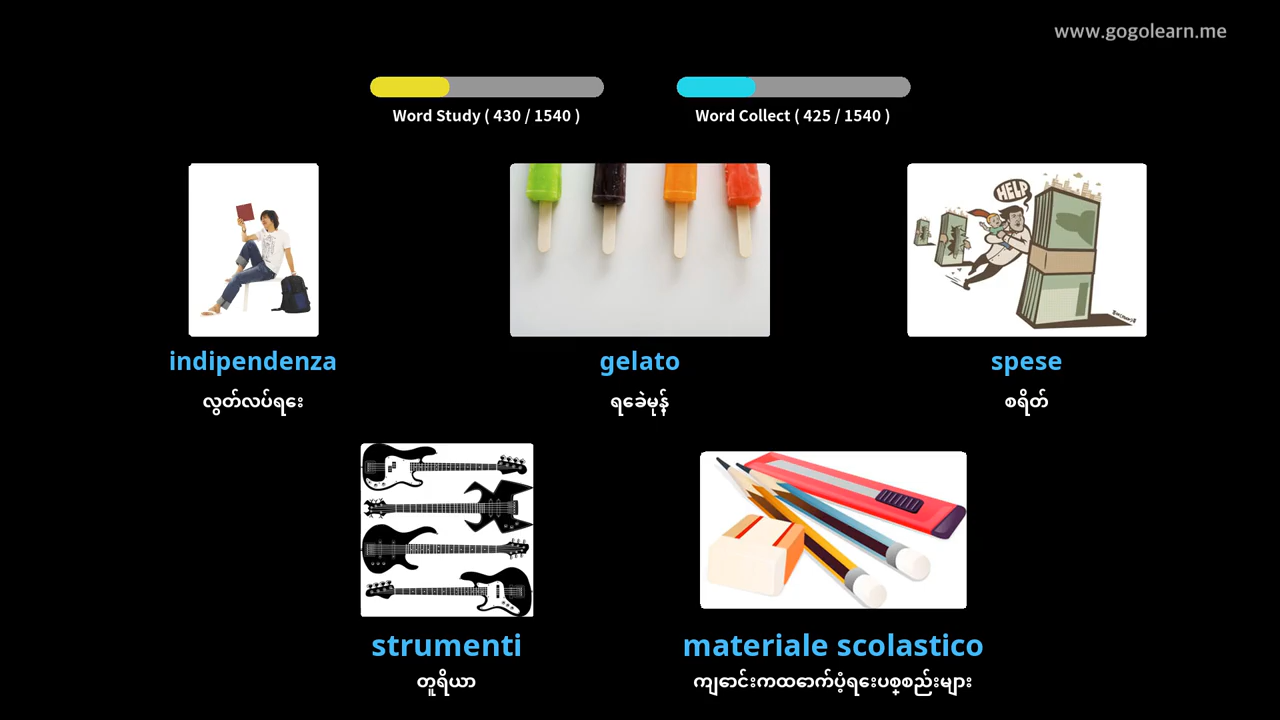 www.gogolearn.me
Word Study ( 430 / 1540 )
Word Collect ( 425 / 1540 )
HELP
indipendenza
gelato
spese
လွတ်လပ်ရေး
ရခေဲမုန့်
စရိတ်
strumenti
materiale scolastico
တူရိယာ
ကျောင်းကထောက်ပံ့ရေးပစ္စည်းများ